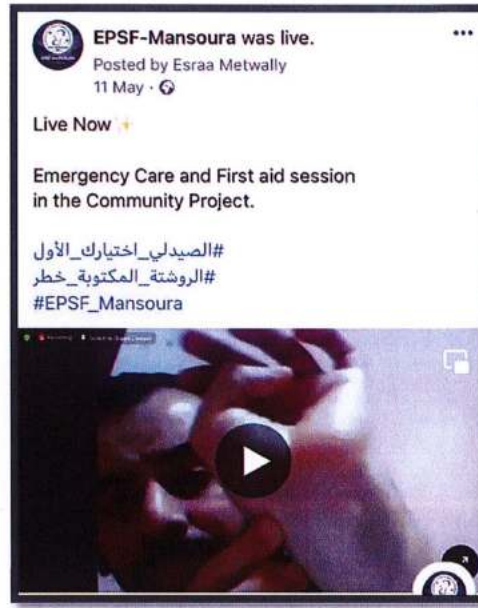 EPSF-Mansoura was live.
Posted by Esraa Metwally
11 May ·
Live Now
Emergency Care and First aid session
in the Community Project.
#الصيدلي_اختيارك_الأول
#الروشتة_المكتوبة_خطر
#EPSF_Mansoura
Recording